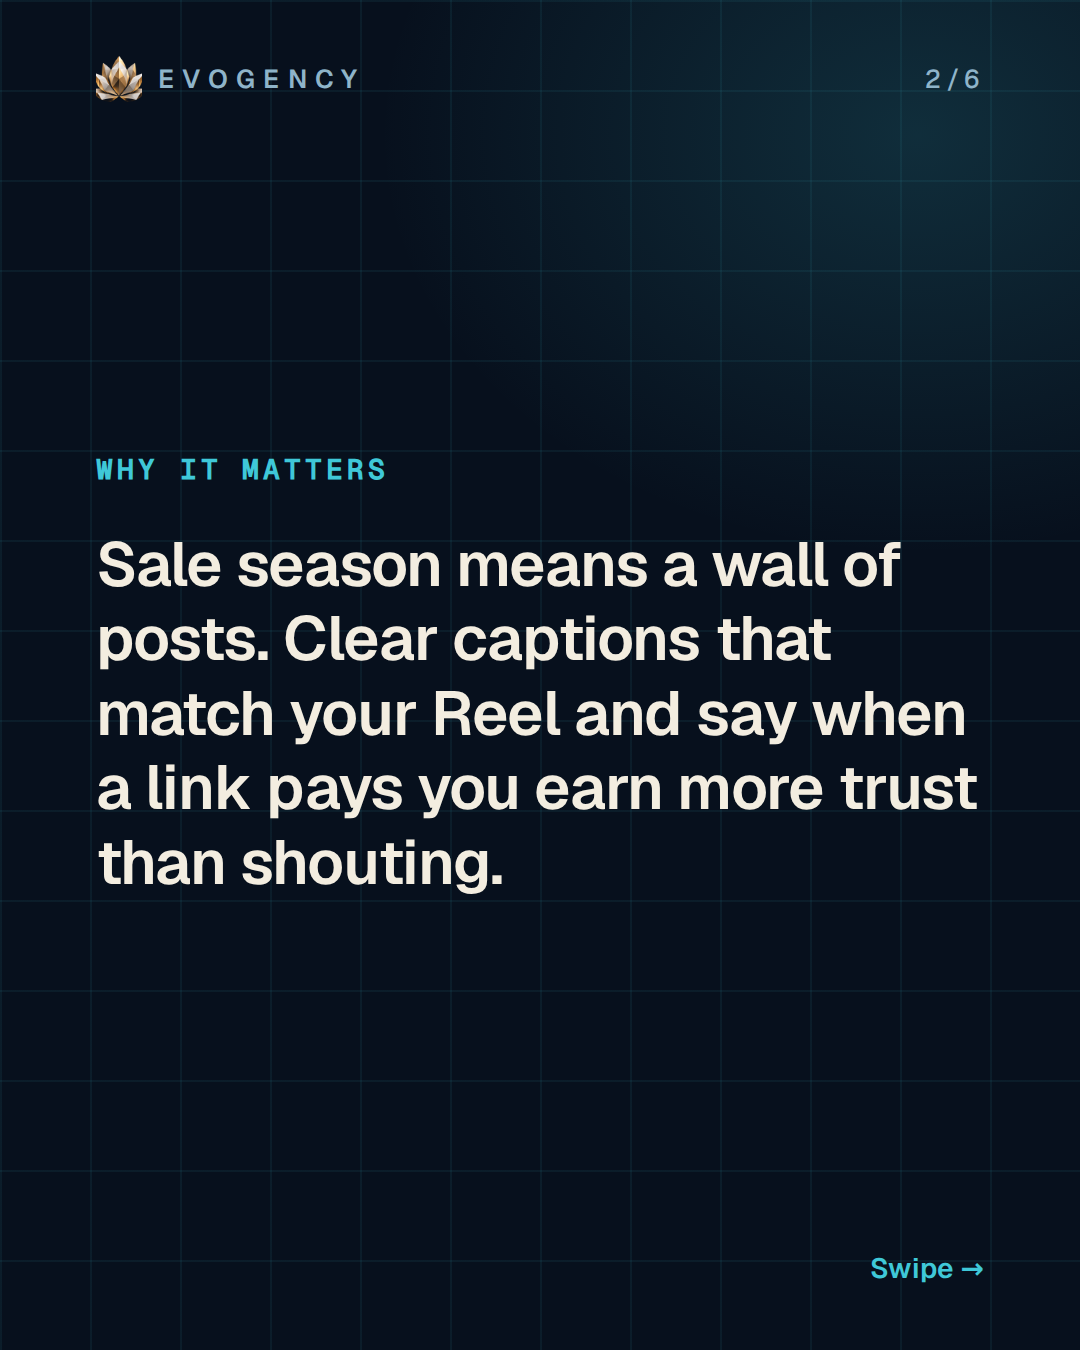 EVOGENCY
2/6
WHY IT MATTERS
Sale season means a wall of
posts. Clear captions that
match your Reel and say when
a link pays you earn more trust
than shouting.
Swipe →